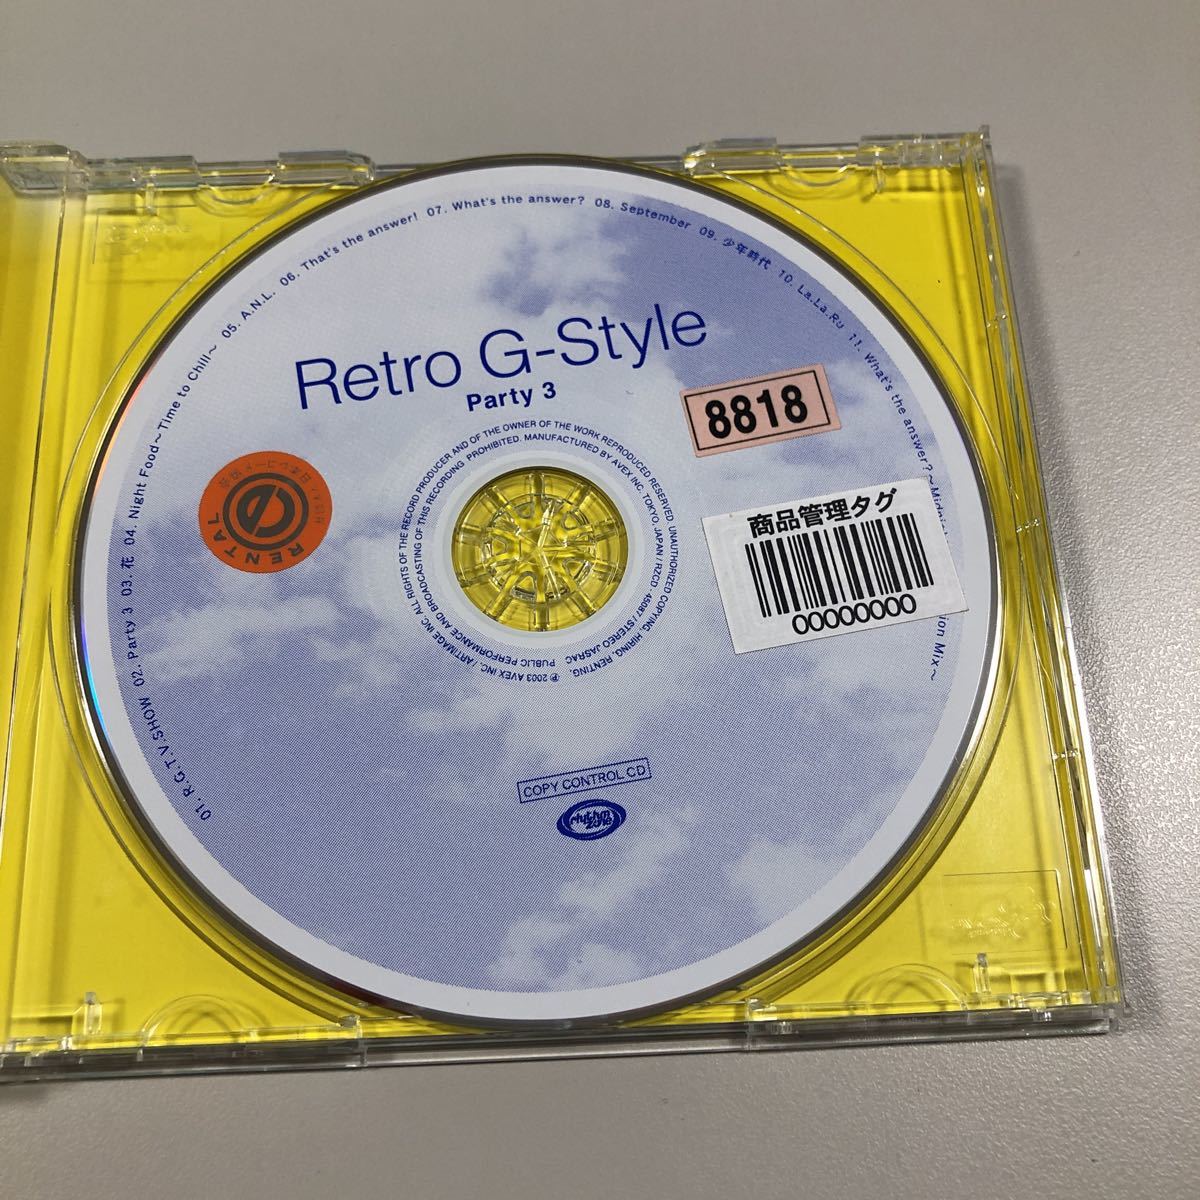 Retro G-Style
Party 3
01. R.G.T.V.SHOW 02. Party 3 03. 花 04. Night Food～Time to Chill～ 05. A.N.L. 06. That's the answer! 07. What's the answer? 08. September 09. 少年時代 10. La.La.Ru 11. What's the answer?～ ion Mix～
8818
RENTAL
商品管理タグ
00000000
ALL RIGHTS OF THE RECORD PRODUCER AND OF THE OWNER OF THE WORK REPRODUCED RESERVED. UNAUTHORIZED COPYING, HIRING, RENTING,
PUBLIC PERFORMANCE AND BROADCASTING OF THIS RECORDING PROHIBITED. MANUFACTURED BY AVEX INC. TOKYO, JAPAN / RZCD-45087 / STEREO JASRAC
℗ 2003 AVEX INC. / ARTIMAGE INC.
COPY CONTROL CD
rhythm
zone